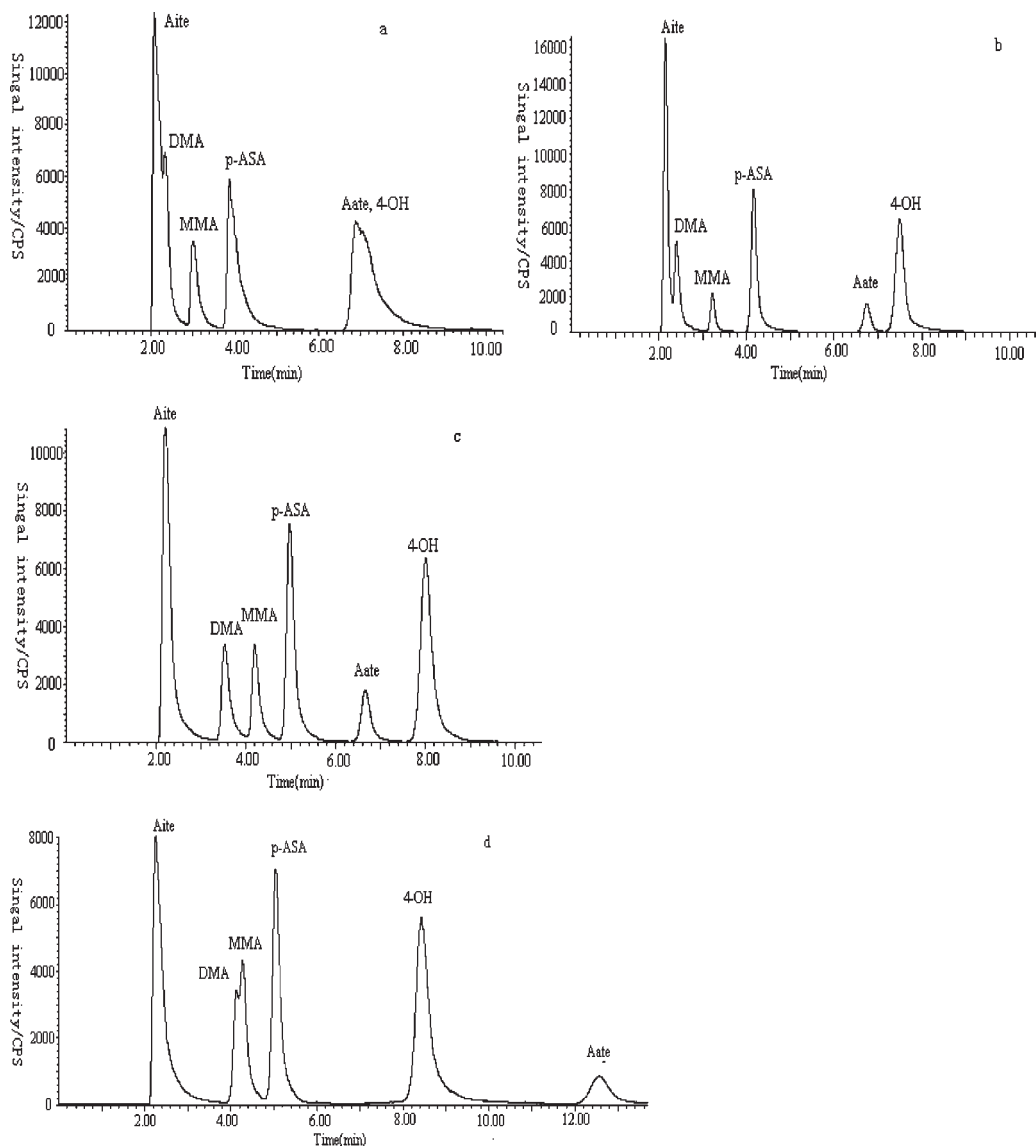 a
Singal intensity/CPS
12000
10000
8000
6000
4000
2000
0
Aite
DMA
MMA
p-ASA
Aate, 4-OH
2.00 4.00 6.00 8.00 10.00
Time(min)
b
Singal intensity/CPS
16000
14000
12000
10000
8000
6000
4000
2000
0
Aite
DMA
MMA
p-ASA
Aate
4-OH
2.00 4.00 6.00 8.00 10.00
Time(min)
c
Singal intensity/CPS
10000
8000
6000
4000
2000
0
Aite
DMA
MMA
p-ASA
Aate
4-OH
2.00 4.00 6.00 8.00 10.00
Time(min)
d
Singal intensity/CPS
8000
6000
4000
2000
0
Aite
DMA
MMA
p-ASA
4-OH
Aate
2.00 4.00 6.00 8.00 10.00 12.00
Time(min)